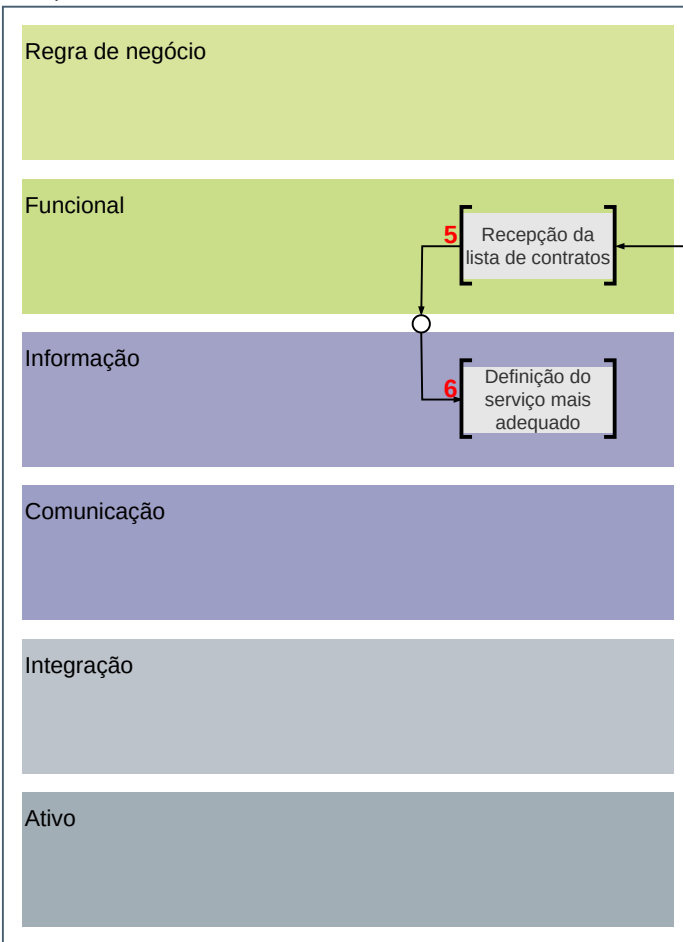 Regra de negócio
Funcional
5
Recepção da
lista de contratos
Informação
6
Definição do
serviço mais
adequado
Comunicação
Integração
Ativo